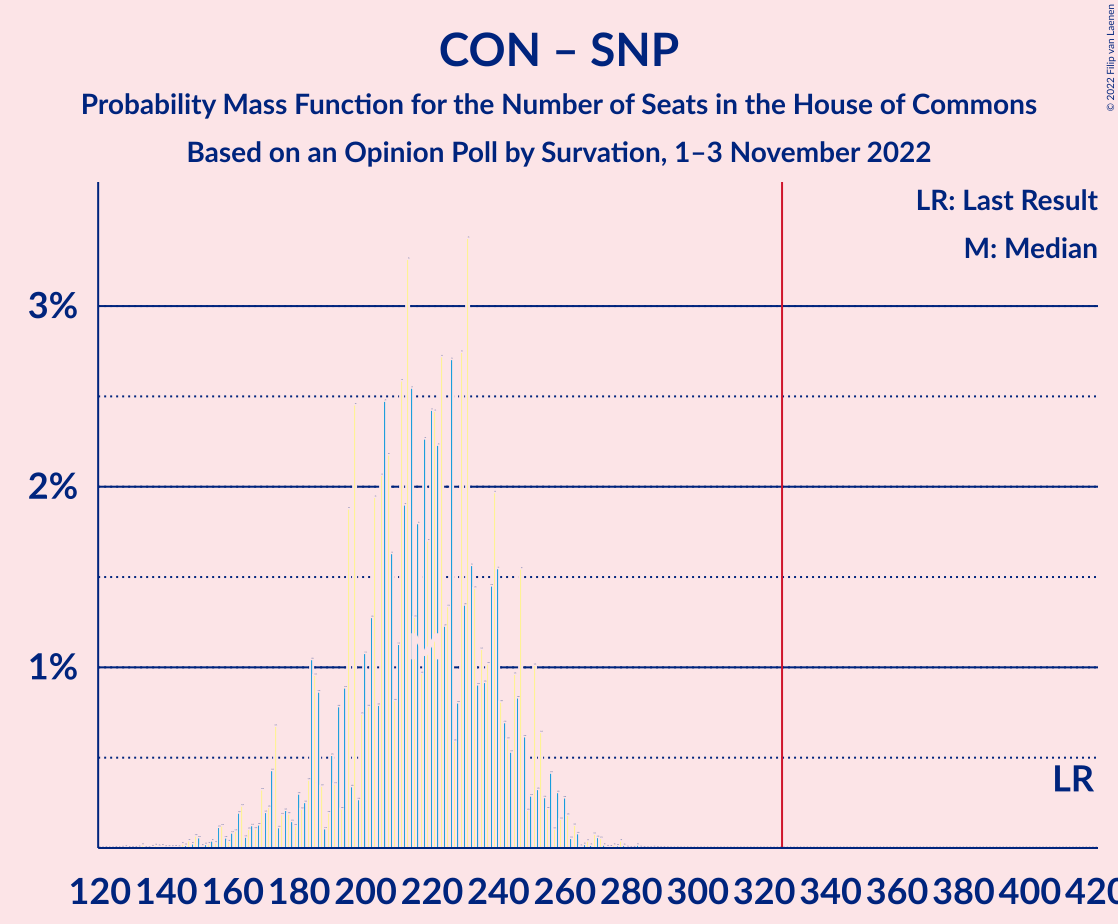 CON – SNP
Probability Mass Function for the Number of Seats in the House of Commons
Based on an Opinion Poll by Survation, 1–3 November 2022
© 2022 Filip van Laenen
LR: Last Result
M: Median
3%
2%
1%
LR
120 140 160 180 200 220 240 260 280 300 320 340 360 380 400 420